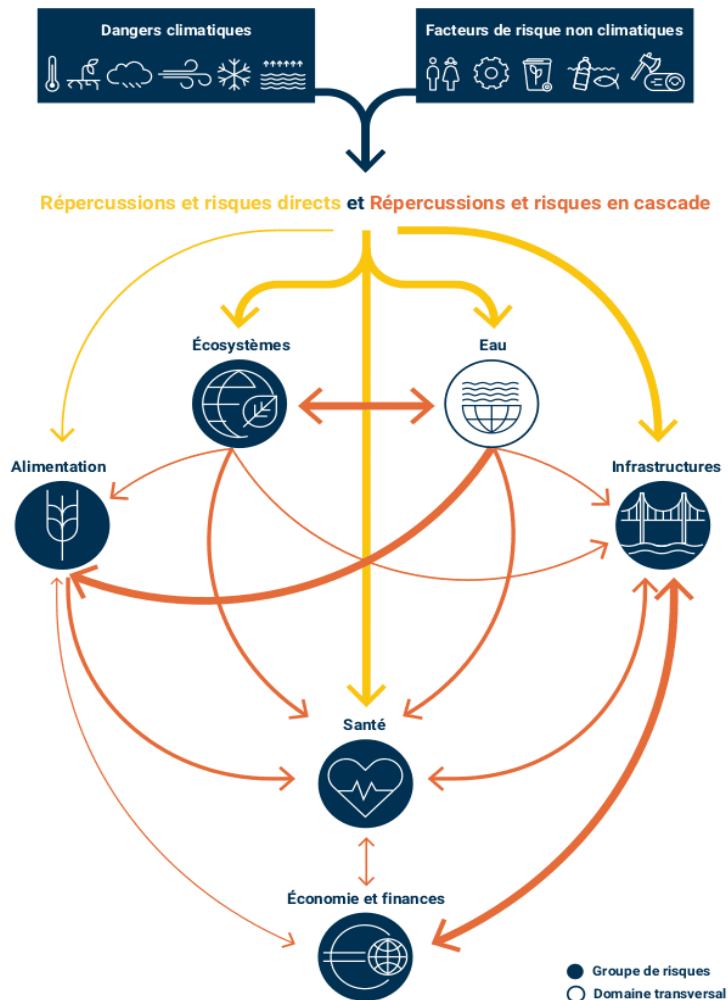 Dangers climatiques
Facteurs de risque non climatiques
Répercussions et risques directs et Répercussions et risques en cascade
Écosystèmes
Eau
Alimentation
Infrastructures
Santé
Économie et finances
Groupe de risques
Domaine transversal